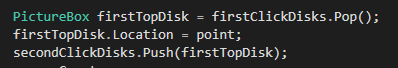 PictureBox firstTopDisk = firstClickDisks.Pop();
firstTopDisk.Location = point;
secondClickDisks.Push(firstTopDisk);